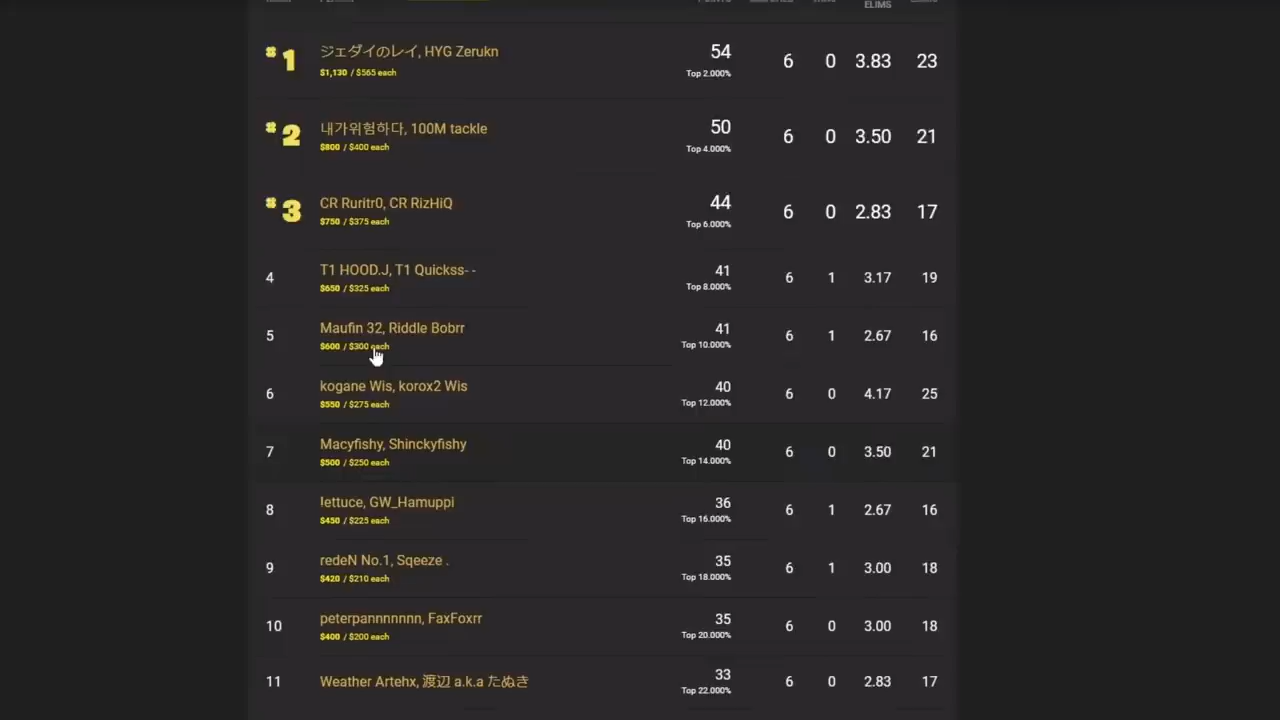 ELIMS
#1 ジェダイのレイ, HYG Zerukn 54 6 0 3.83 23
$1,130 / $565 each Top 2.000%
#2 내가위험하다, 100M tackle 50 6 0 3.50 21
$800 / $400 each Top 4.000%
#3 CR Ruritr0, CR RizHiQ 44 6 0 2.83 17
$750 / $375 each Top 6.000%
4 T1 HOOD.J, T1 Quickss- - 41 6 1 3.17 19
$650 / $325 each Top 8.000%
5 Maufin 32, Riddle Bobrr 41 6 1 2.67 16
$600 / $300 each Top 10.000%
6 kogane Wis, korox2 Wis 40 6 0 4.17 25
$550 / $275 each Top 12.000%
7 Macyfishy, Shinckyfishy 40 6 0 3.50 21
$500 / $250 each Top 14.000%
8 lettuce, GW_Hamuppi 36 6 1 2.67 16
$450 / $225 each Top 16.000%
9 redeN No.1, Sqeeze . 35 6 1 3.00 18
$420 / $210 each Top 18.000%
10 peterpannnnnnn, FaxFoxrr 35 6 0 3.00 18
$400 / $200 each Top 20.000%
11 Weather Artehx, 渡辺 a.k.a たぬき 33 6 0 2.83 17
Top 22.000%